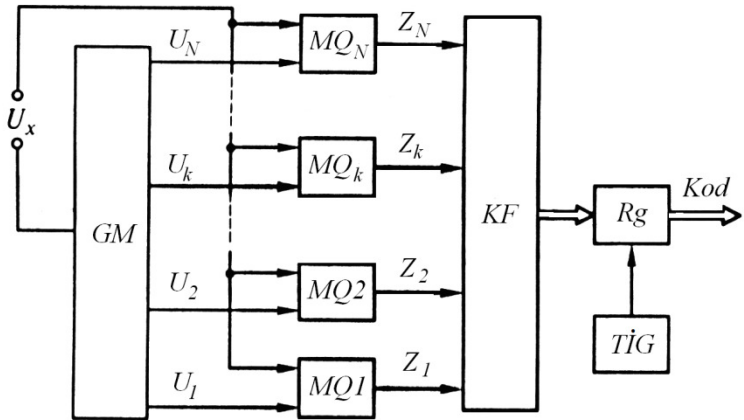 U_N
MQ_N
Z_N
U_x
U_k
MQ_k
Z_k
GM
KF
Rg
Kod
U_2
MQ2
Z_2
TİG
U_1
MQ1
Z_1